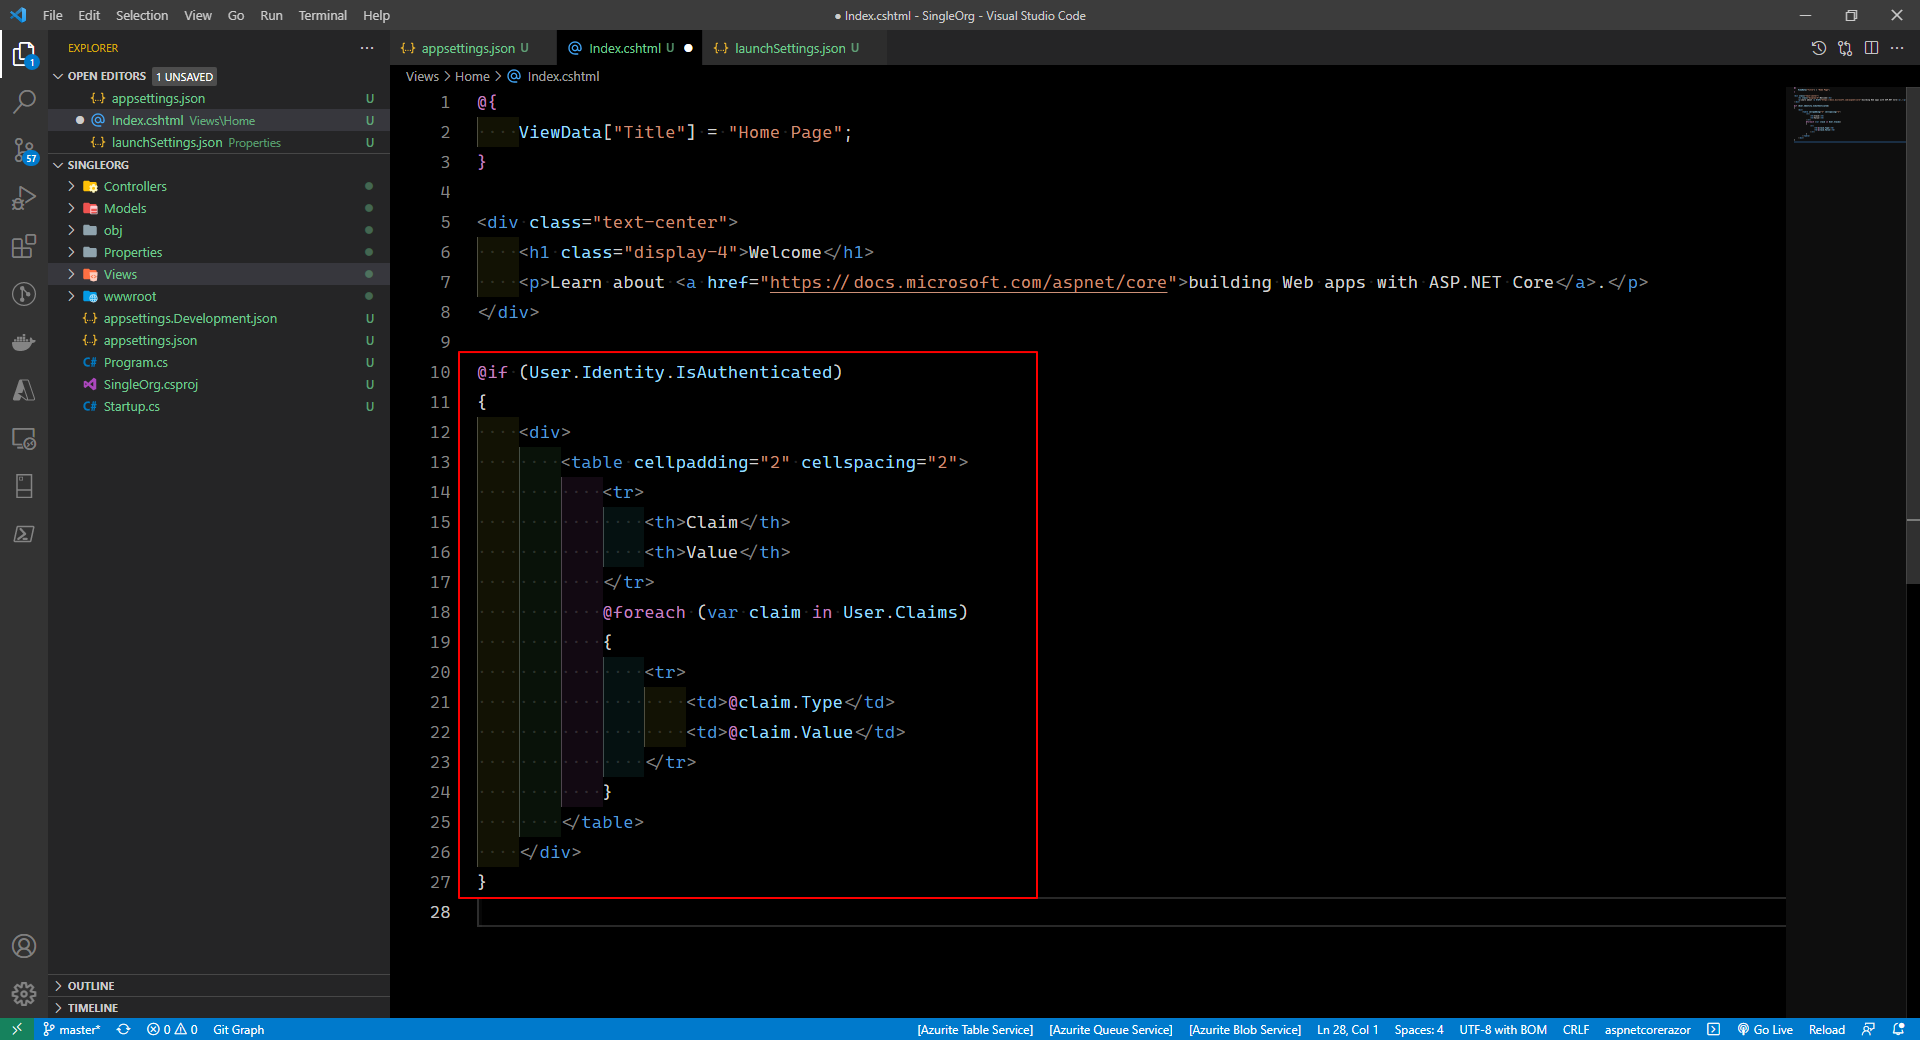 File Edit Selection View Go Run Terminal Help
● Index.cshtml - SingleOrg - Visual Studio Code
EXPLORER
OPEN EDITORS 1 UNSAVED
appsettings.json U
Index.cshtml Views\Home U
launchSettings.json Properties U
SINGLEORG
Controllers
Models
obj
Properties
Views
wwwroot
appsettings.Development.json U
appsettings.json U
C# Program.cs U
SingleOrg.csproj U
C# Startup.cs U
OUTLINE
TIMELINE
1
57
appsettings.json U
Index.cshtml U
launchSettings.json U
Views > Home > Index.cshtml
1 @{
2 ViewData["Title"] = "Home Page";
3 }
4
5 <div class="text-center">
6 <h1 class="display-4">Welcome</h1>
7 <p>Learn about <a href="https://docs.microsoft.com/aspnet/core">building Web apps with ASP.NET Core</a>.</p>
8 </div>
9
10 @if (User.Identity.IsAuthenticated)
11 {
12 <div>
13 <table cellpadding="2" cellspacing="2">
14 <tr>
15 <th>Claim</th>
16 <th>Value</th>
17 </tr>
18 @foreach (var claim in User.Claims)
19 {
20 <tr>
21 <td>@claim.Type</td>
22 <td>@claim.Value</td>
23 </tr>
24 }
25 </table>
26 </div>
27 }
28
master* 0 0 Git Graph [Azurite Table Service] [Azurite Queue Service] [Azurite Blob Service] Ln 28, Col 1 Spaces: 4 UTF-8 with BOM CRLF aspnetcorerazor Go Live Reload